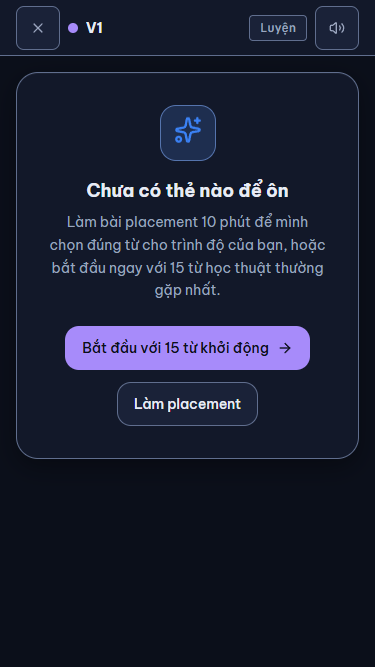 V1
Luyện
Chưa có thẻ nào để ôn
Làm bài placement 10 phút để mình
chọn đúng từ cho trình độ của bạn, hoặc
bắt đầu ngay với 15 từ học thuật thường
gặp nhất.
Bắt đầu với 15 từ khởi động
Làm placement